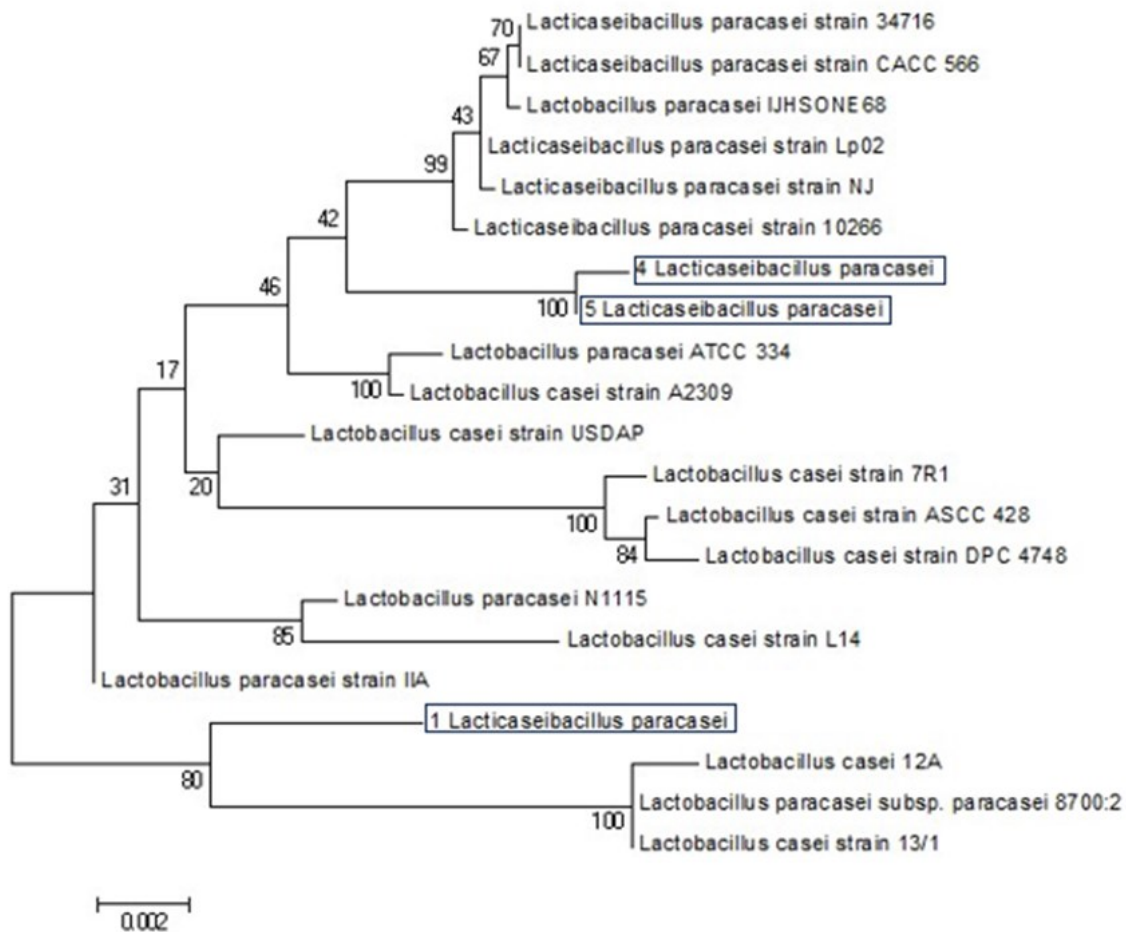 Lacticaseibacillus paracasei strain 34716
70
Lacticaseibacillus paracasei strain CACC 566
67
Lactobacillus paracasei IJHSONE68
43
Lacticaseibacillus paracasei strain Lp02
99
Lacticaseibacillus paracasei strain NJ
42
Lacticaseibacillus paracasei strain 10266
4 Lacticaseibacillus paracasei
46
100
5 Lacticaseibacillus paracasei
Lactobacillus paracasei ATCC 334
17
100
Lactobacillus casei strain A2309
Lactobacillus casei strain USDAP
31
20
Lactobacillus casei strain 7R1
100
Lactobacillus casei strain ASCC 428
84
Lactobacillus casei strain DPC 4748
Lactobacillus paracasei N1115
85
Lactobacillus casei strain L14
Lactobacillus paracasei strain IIA
1 Lacticaseibacillus paracasei
80
Lactobacillus casei 12A
Lactobacillus paracasei subsp. paracasei 8700:2
100
Lactobacillus casei strain 13/1
0.002